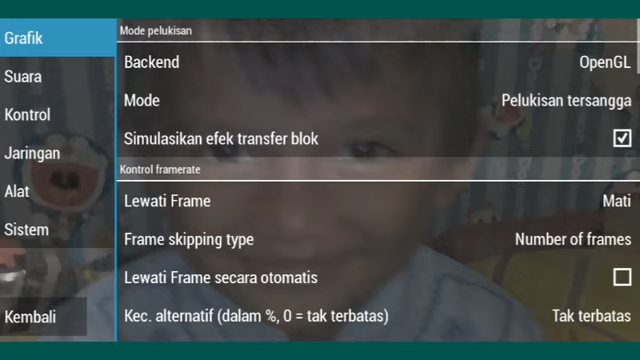 Grafik
Suara
Kontrol
Jaringan
Alat
Sistem
Kembali
Mode pelukisan
Backend OpenGL
Mode Pelukisan tersangga
Simulasikan efek transfer blok
Kontrol framerate
Lewati Frame Mati
Frame skipping type Number of frames
Lewati Frame secara otomatis
Kec. alternatif (dalam %, 0 = tak terbatas) Tak terbatas